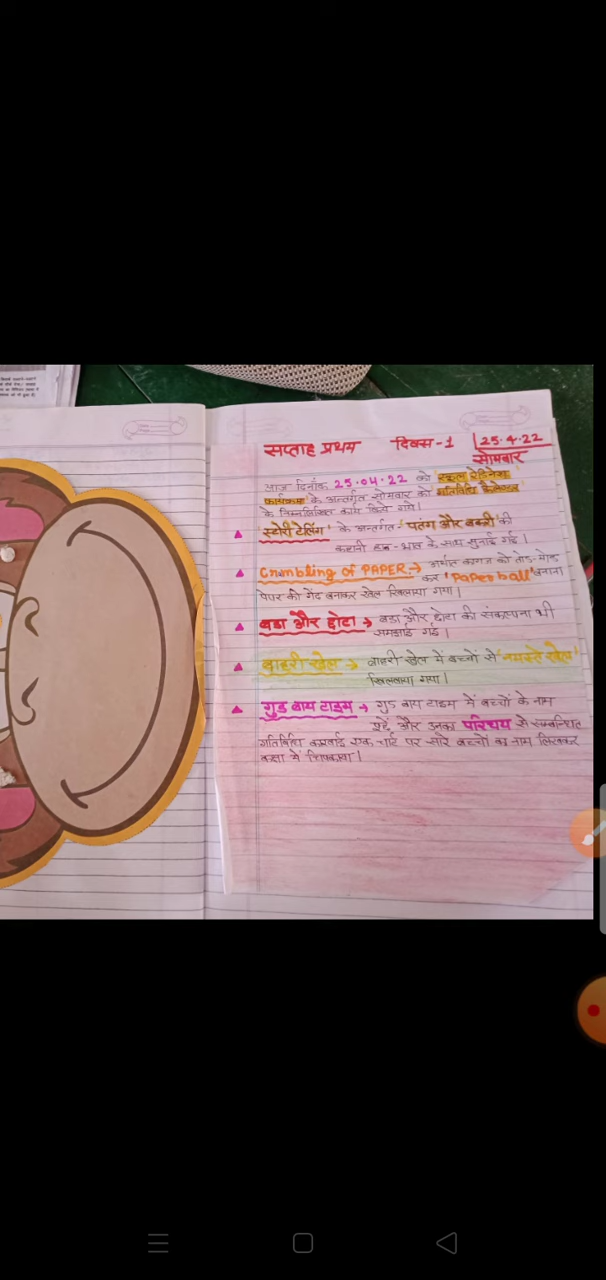 सप्ताह प्रथम दिवस-1 25.4.22
सोमवार
आज दिनाँक 25.04.22 को स्कूल रेडिनेस
कार्यक्रम के अन्तर्गत सोमवार को गतिविधि कैलेण्डर
के निम्नलिखित कार्य किये गये।
▲ 'स्टोरी टेलिंग' के अन्तर्गत 'पतंग और बकरी' की
कहानी हाव-भाव के साथ सुनाई गई।
▲ Crumbling of PAPER → अर्थात कागज को तोड-मोड
कर 'Paper ball' बनाना
पेपर की गेंद बनाकर खेल खिलाया गया।
▲ बडा और छोटा → बडा और छोटा की संकल्पना भी
समझाई गई।
▲ बाहरी खेल → बाहरी खेल में बच्चों से 'नमस्ते खेल'
खिलवाया गया।
▲ गुड बाय टाइम → गुड बाय टाइम में बच्चों के नाम
और उनका परिचय से सम्बन्धित
गतिविधि करवाई एक चार्ट पर सारे बच्चों का नाम लिखकर
कक्षा में चिपकाया।